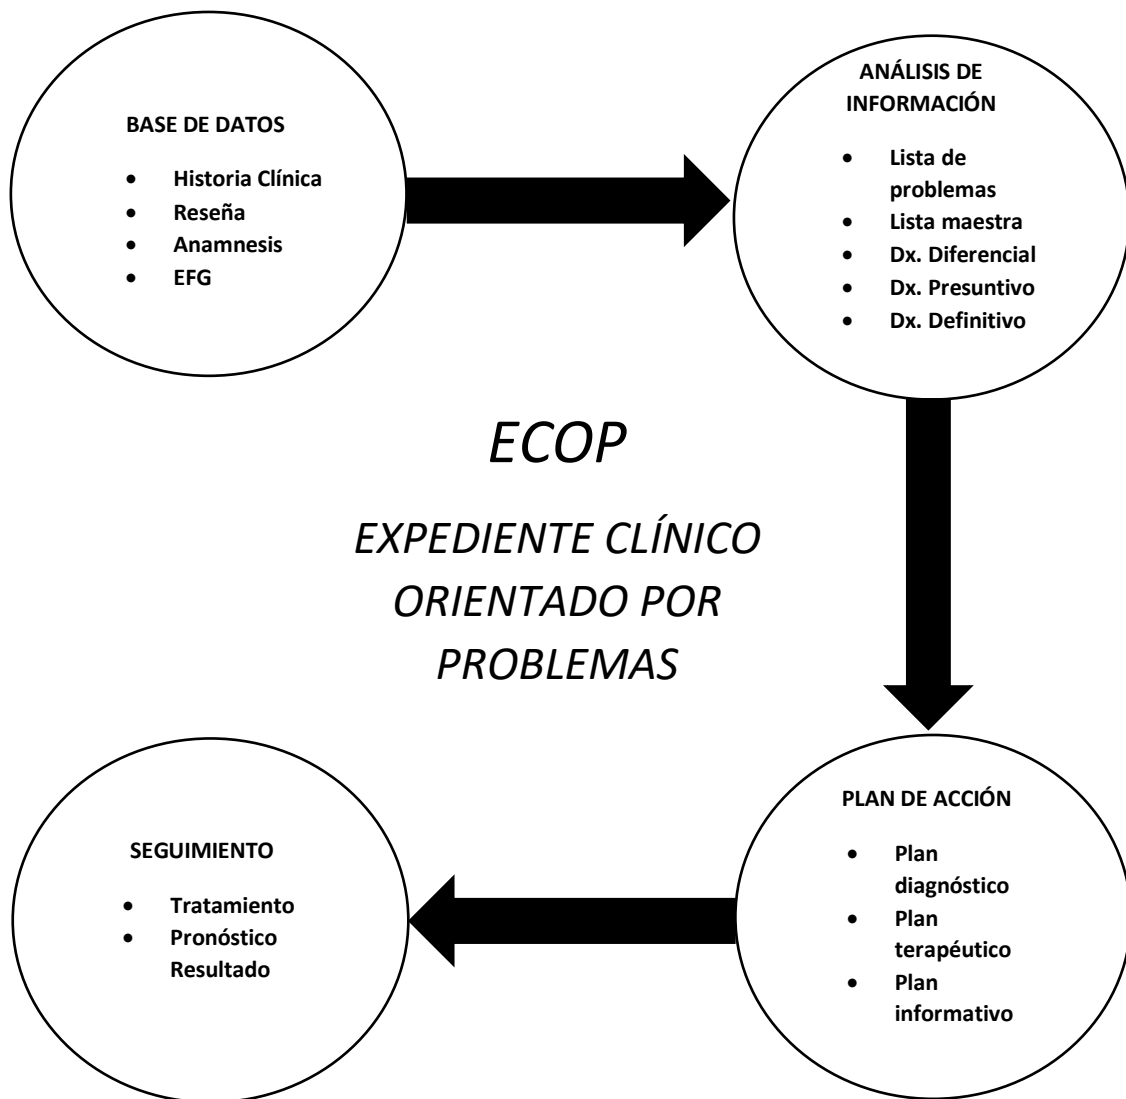 BASE DE DATOS
• Historia Clínica
• Reseña
• Anamnesis
• EFG
ANÁLISIS DE
INFORMACIÓN
• Lista de
problemas
• Lista maestra
• Dx. Diferencial
• Dx. Presuntivo
• Dx. Definitivo
ECOP
EXPEDIENTE CLÍNICO
ORIENTADO POR
PROBLEMAS
PLAN DE ACCIÓN
• Plan
diagnóstico
• Plan
terapéutico
• Plan
informativo
SEGUIMIENTO
• Tratamiento
• Pronóstico
Resultado